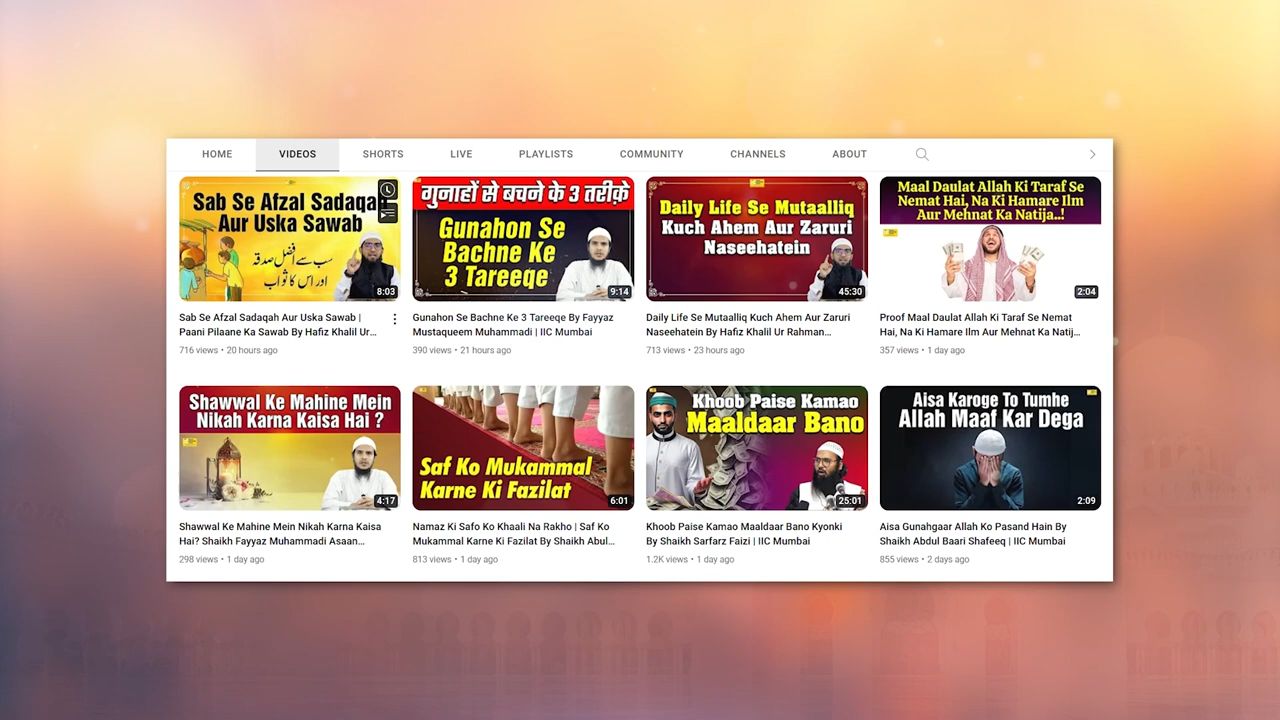 HOME VIDEOS SHORTS LIVE PLAYLISTS COMMUNITY CHANNELS ABOUT
Sab Se Afzal Sadaqah
Aur Uska Sawab
سب سے افضل صدقہ
اور اس کا ثواب
8:03
गुनाहों से बचने के 3 तरीक़े
Gunahon Se
Bachne Ke
3 Tareeqe
9:14
Daily Life Se Mutaalliq
Kuch Ahem Aur Zaruri
Naseehatein
45:30
Maal Daulat Allah Ki Taraf Se
Nemat Hai, Na Ki Hamare Ilm
Aur Mehnat Ka Natija..!
2:04
Sab Se Afzal Sadaqah Aur Uska Sawab |
Paani Pilaane Ka Sawab By Hafiz Khalil Ur...
716 views • 20 hours ago
Gunahon Se Bachne Ke 3 Tareeqe By Fayyaz
Mustaqueem Muhammadi | IIC Mumbai
390 views • 21 hours ago
Daily Life Se Mutaalliq Kuch Ahem Aur Zaruri
Naseehatein By Hafiz Khalil Ur Rahman...
713 views • 23 hours ago
Proof Maal Daulat Allah Ki Taraf Se Nemat
Hai, Na Ki Hamare Ilm Aur Mehnat Ka Natij...
357 views • 1 day ago
Shawwal Ke Mahine Mein
Nikah Karna Kaisa Hai ?
4:17
Saf Ko Mukammal
Karne Ki Fazilat
6:01
Khoob Paise Kamao
Maaldaar Bano
25:01
Aisa Karoge To Tumhe
Allah Maaf Kar Dega
2:09
Shawwal Ke Mahine Mein Nikah Karna Kaisa
Hai? Shaikh Fayyaz Muhammadi Asaan...
298 views • 1 day ago
Namaz Ki Safo Ko Khaali Na Rakho | Saf Ko
Mukammal Karne Ki Fazilat By Shaikh Abul...
813 views • 1 day ago
Khoob Paise Kamao Maaldaar Bano Kyonki
By Shaikh Sarfarz Faizi | IIC Mumbai
1.2K views • 1 day ago
Aisa Gunahgaar Allah Ko Pasand Hain By
Shaikh Abdul Baari Shafeeq | IIC Mumbai
855 views • 2 days ago